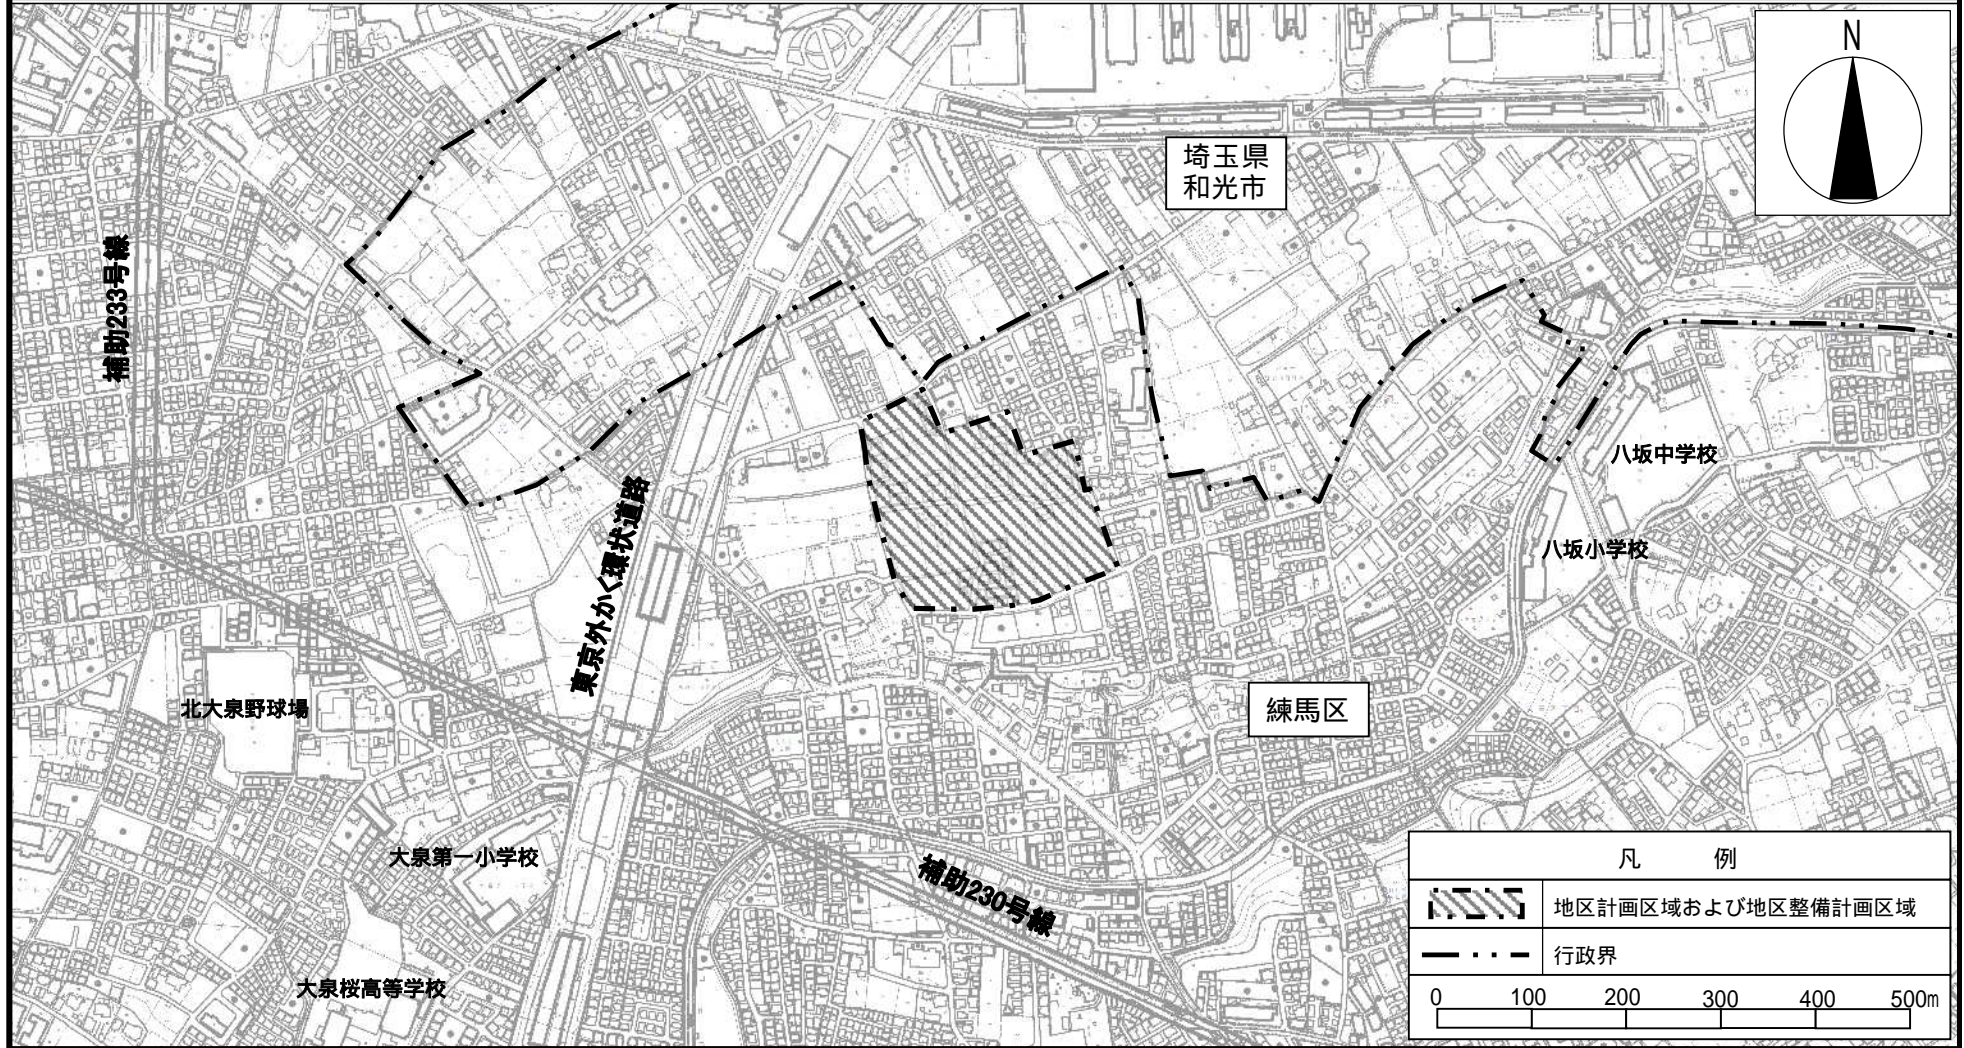 N
埼玉県
和光市
補助233号線
東京外かく環状道路
八坂中学校
八坂小学校
練馬区
北大泉野球場
大泉第一小学校
補助230号線
大泉桜高等学校
凡 例
地区計画区域および地区整備計画区域
行政界
0 100 200 300 400 500m